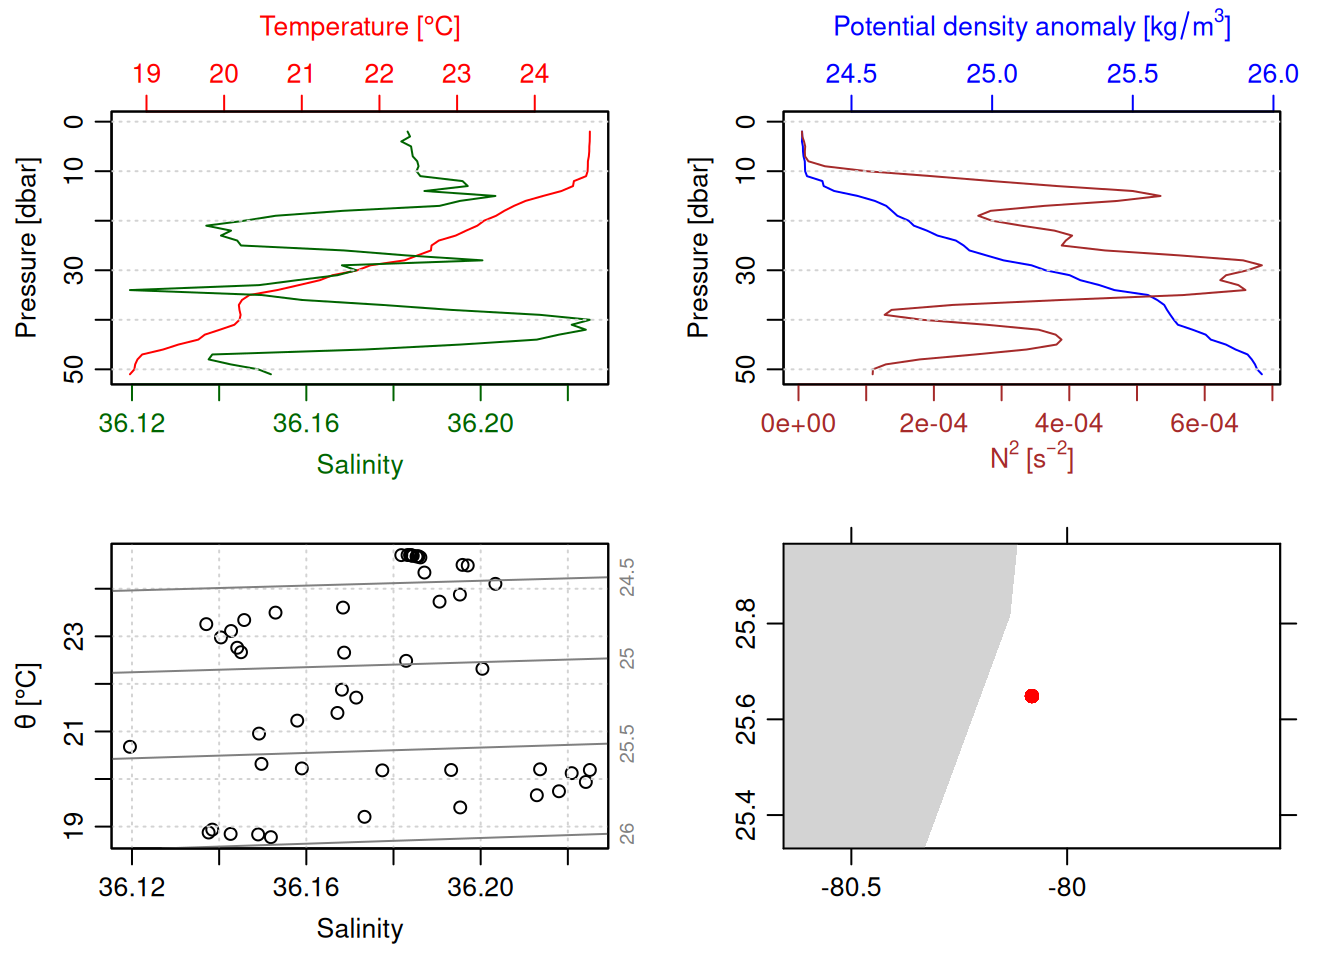 Temperature [°C]
19 20 21 22 23 24
Pressure [dbar]
0
10
30
50
36.12 36.16 36.20
Salinity
Potential density anomaly [kg/m³]
24.5 25.0 25.5 26.0
Pressure [dbar]
0
10
30
50
0e+00 2e-04 4e-04 6e-04
N² [s⁻²]
θ [°C]
23
21
19
24.5
25
25.5
26
36.12 36.16 36.20
Salinity
25.8
25.6
25.4
-80.5 -80